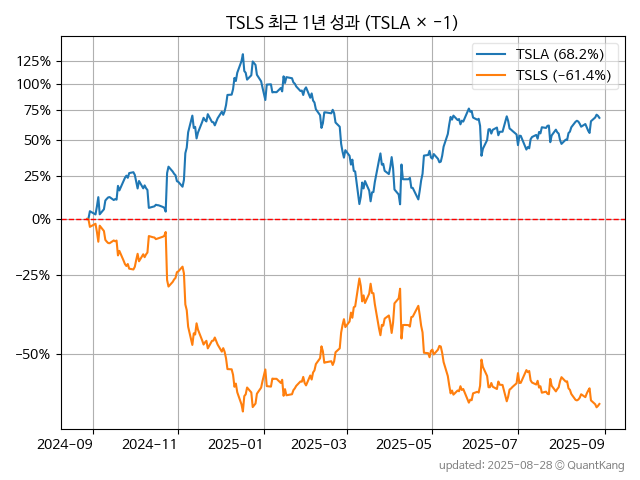 TSLS 최근 1년 성과 (TSLA × −1)
TSLA (68.2%)
TSLS (−61.4%)
125%
100%
75%
50%
25%
0%
−25%
−50%
2024-09 2024-11 2025-01 2025-03 2025-05 2025-07 2025-09
updated: 2025-08-28 © QuantKang